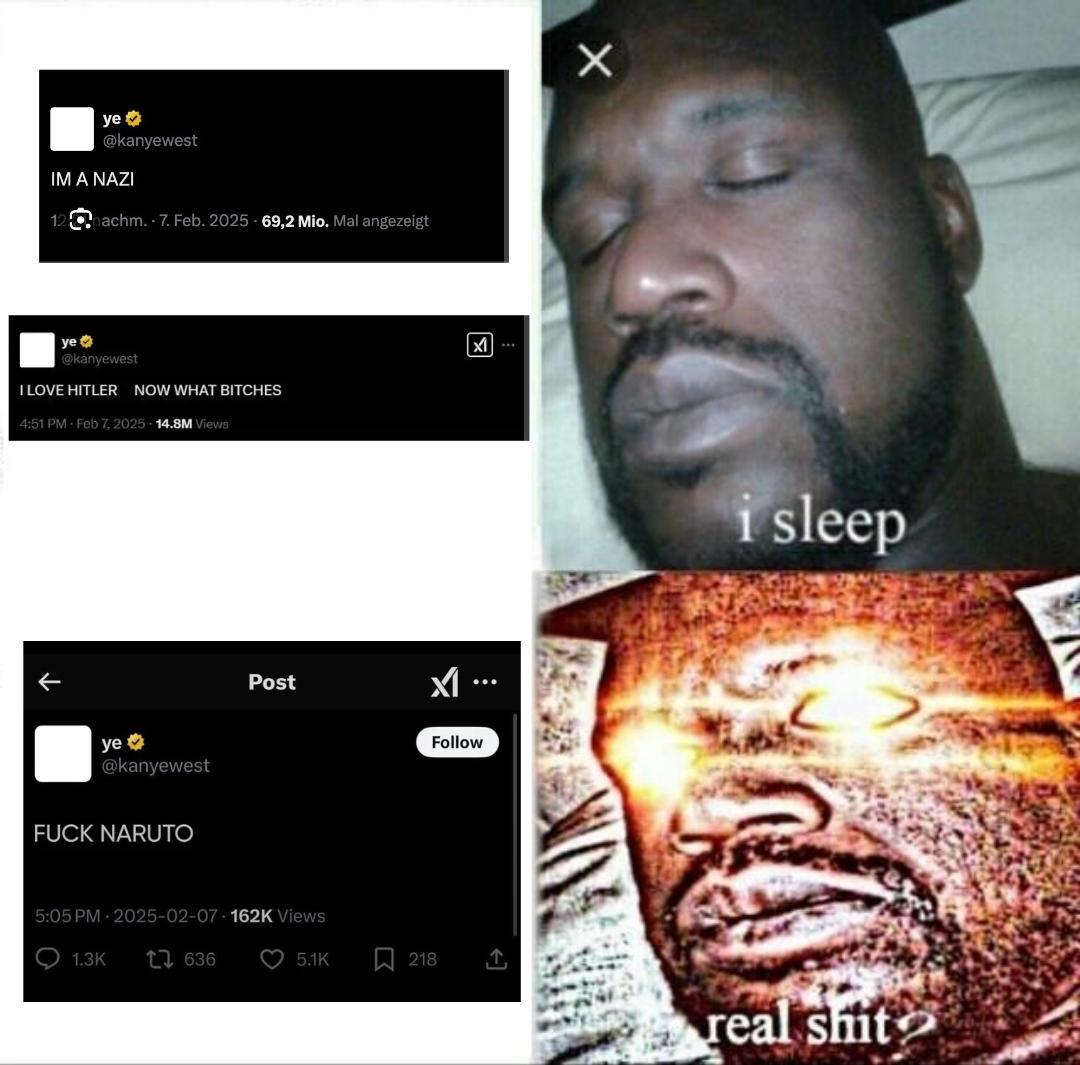 ye
@kanyewest
IM A NAZI
nachm. · 7. Feb. 2025 · 69,2 Mio. Mal angezeigt
ye
@kanyewest
I LOVE HITLER NOW WHAT BITCHES
4:51 PM · Feb 7, 2025 · 14.8M Views
i sleep
Post
ye
@kanyewest
Follow
FUCK NARUTO
5:05 PM · 2025-02-07 · 162K Views
1.3K 636 5.1K 218
real shit?